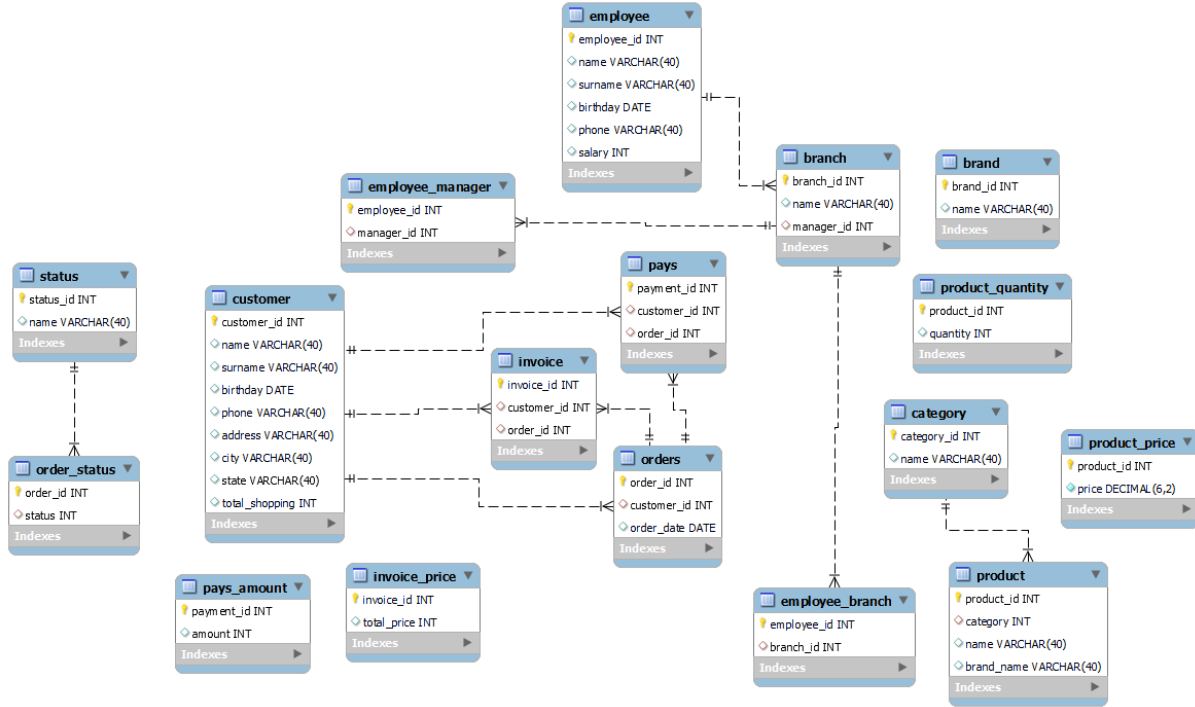 employee
employee_id INT
name VARCHAR(40)
surname VARCHAR(40)
birthday DATE
phone VARCHAR(40)
salary INT
Indexes
branch
branch_id INT
name VARCHAR(40)
manager_id INT
Indexes
brand
brand_id INT
name VARCHAR(40)
Indexes
employee_manager
employee_id INT
manager_id INT
Indexes
status
status_id INT
name VARCHAR(40)
Indexes
customer
customer_id INT
name VARCHAR(40)
surname VARCHAR(40)
birthday DATE
phone VARCHAR(40)
address VARCHAR(40)
city VARCHAR(40)
state VARCHAR(40)
total_shopping INT
Indexes
pays
payment_id INT
customer_id INT
order_id INT
Indexes
product_quantity
product_id INT
quantity INT
Indexes
invoice
invoice_id INT
customer_id INT
order_id INT
Indexes
category
category_id INT
name VARCHAR(40)
Indexes
product_price
product_id INT
price DECIMAL(6,2)
Indexes
order_status
order_id INT
status INT
Indexes
orders
order_id INT
customer_id INT
order_date DATE
Indexes
pays_amount
payment_id INT
amount INT
Indexes
invoice_price
invoice_id INT
total_price INT
Indexes
employee_branch
employee_id INT
branch_id INT
Indexes
product
product_id INT
category INT
name VARCHAR(40)
brand_name VARCHAR(40)
Indexes